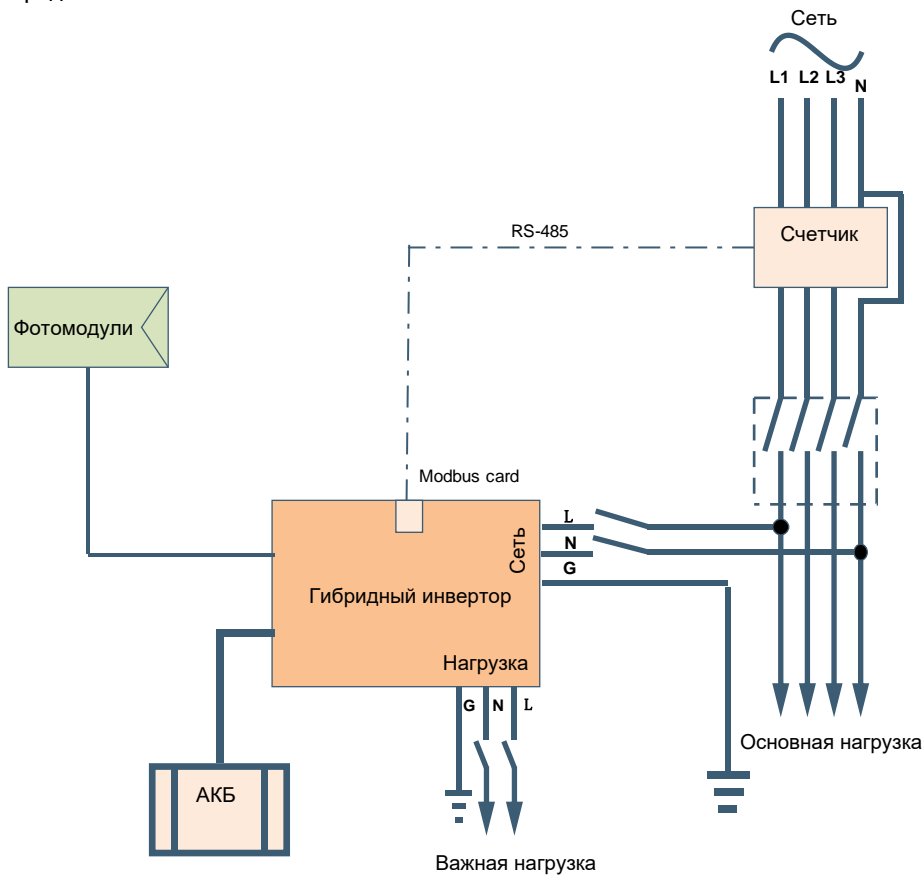 Сеть
L1 L2 L3 N
Счетчик
RS-485
Фотомодули
Modbus card
L
N
G
Сеть
Гибридный инвертор
Нагрузка
G N L
Основная нагрузка
АКБ
Важная нагрузка